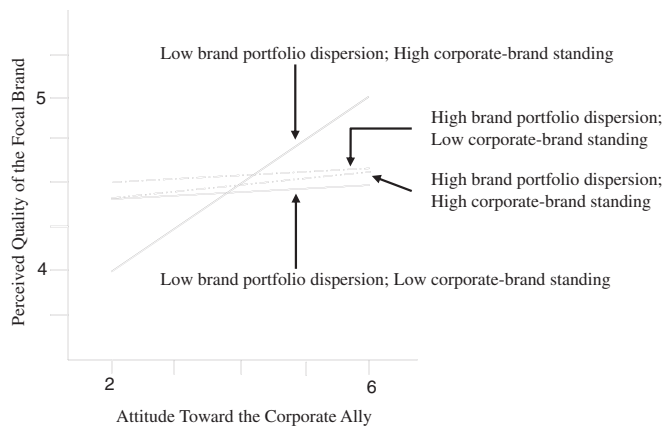 Low brand portfolio dispersion; High corporate-brand standing
Perceived Quality of the Focal Brand
5
High brand portfolio dispersion;
Low corporate-brand standing
High brand portfolio dispersion;
High corporate-brand standing
4
Low brand portfolio dispersion; Low corporate-brand standing
2
6
Attitude Toward the Corporate Ally